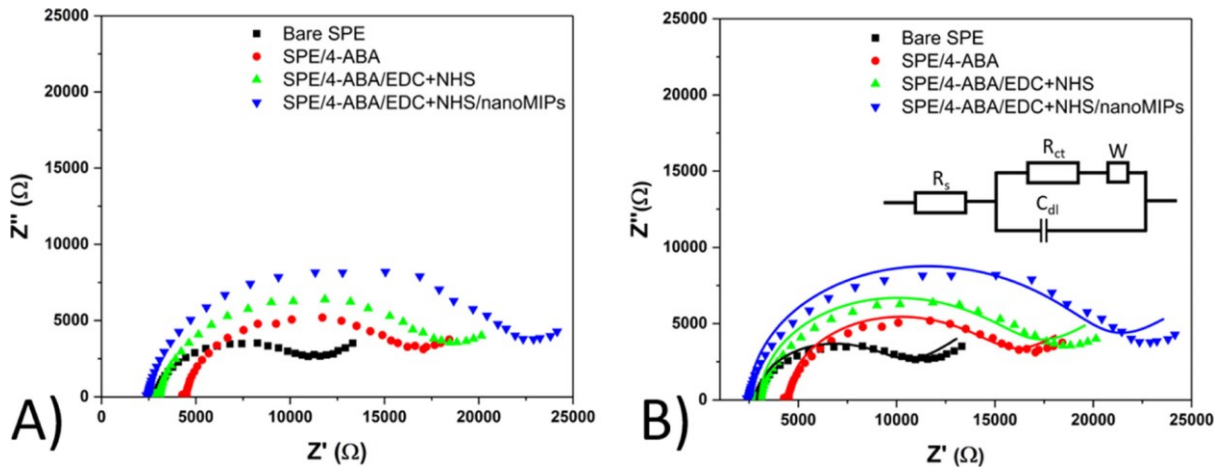 25000
20000
15000
10000
5000
0
Z'' (Ω)
Bare SPE
SPE/4-ABA
SPE/4-ABA/EDC+NHS
SPE/4-ABA/EDC+NHS/nanoMIPs
0 5000 10000 15000 20000 25000
Z' (Ω)
A)
25000
20000
15000
10000
5000
0
Z'' (Ω)
Bare SPE
SPE/4-ABA
SPE/4-ABA/EDC+NHS
SPE/4-ABA/EDC+NHS/nanoMIPs
Rs
Rct
W
Cdl
5000 10000 15000 20000 25000
Z' (Ω)
B)